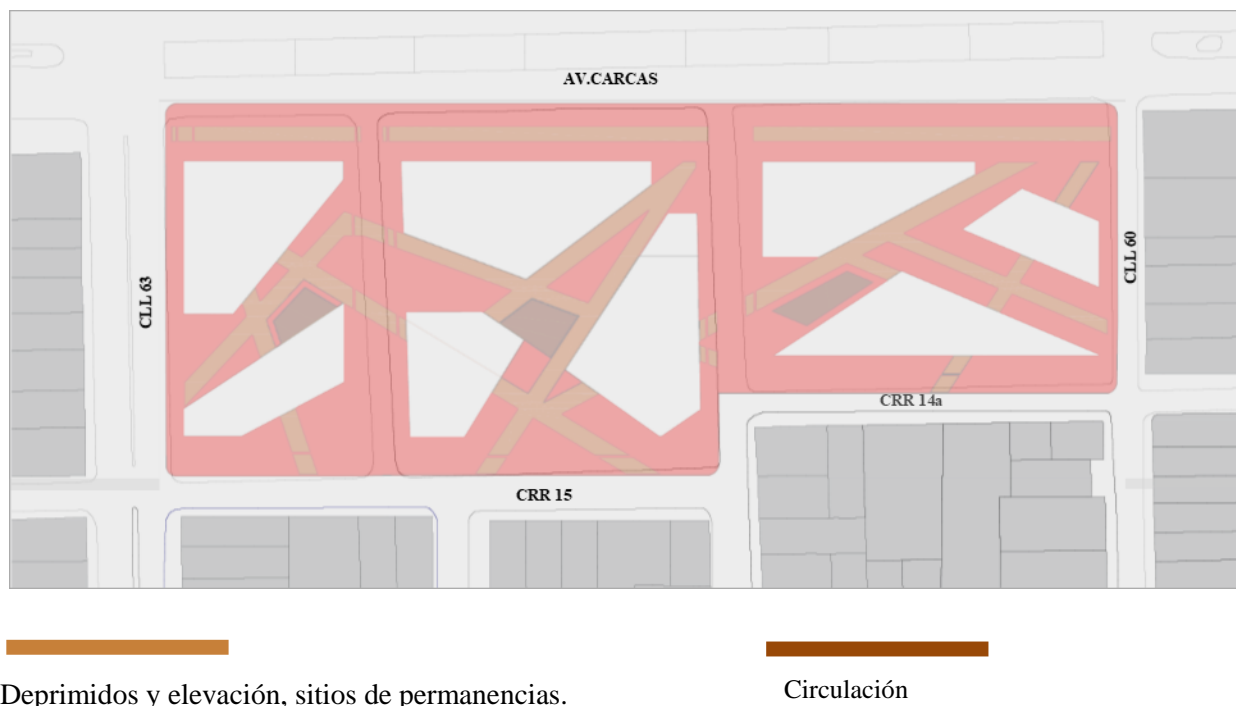 AV.CARCAS
CLL 63
CLL 60
CRR 14a
CRR 15
Deprimidos y elevación, sitios de permanencias.
Circulación